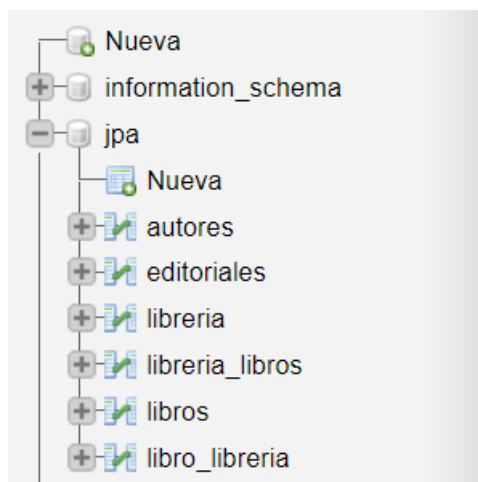 Nueva
information_schema
jpa
Nueva
autores
editoriales
libreria
libreria_libros
libros
libro_libreria